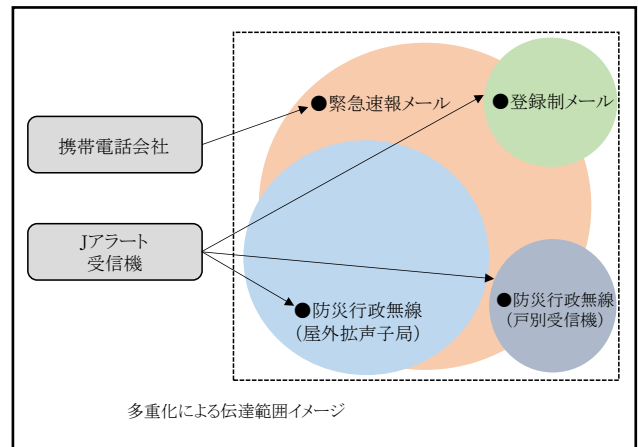 ●緊急速報メール
●登録制メール
携帯電話会社
Jアラート
受信機
●防災行政無線
（屋外拡声子局）
●防災行政無線
（戸別受信機）
多重化による伝達範囲イメージ